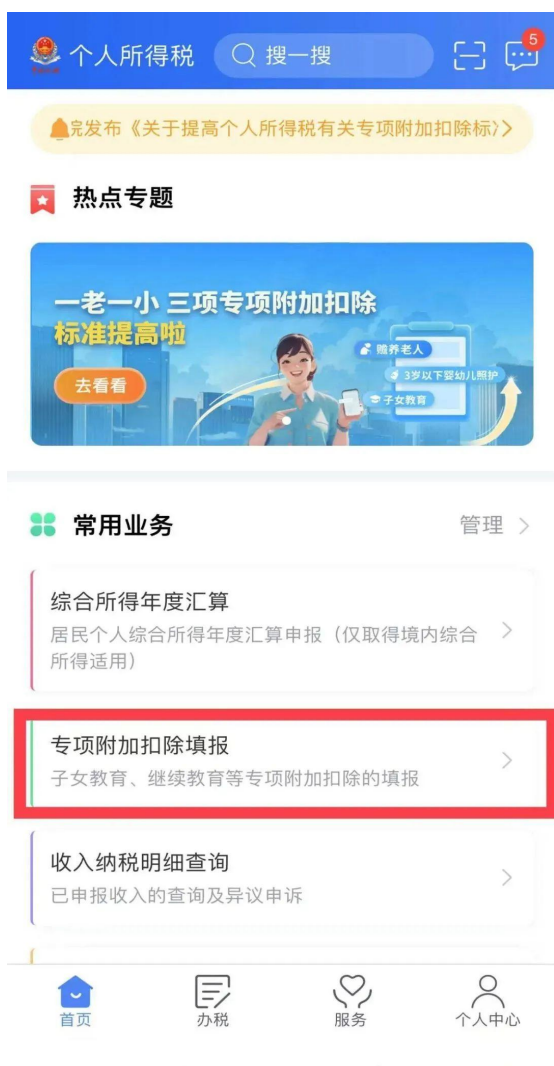 个人所得税
搜一搜
5
完发布《关于提高个人所得税有关专项附加扣除标
热点专题
一老一小 三项专项附加扣除
标准提高啦
去看看
赡养老人
3岁以下婴幼儿照护
子女教育
常用业务
管理
综合所得年度汇算
居民个人综合所得年度汇算申报（仅取得境内综合
所得适用）
专项附加扣除填报
子女教育、继续教育等专项附加扣除的填报
收入纳税明细查询
已申报收入的查询及异议申诉
首页
办税
服务
个人中心